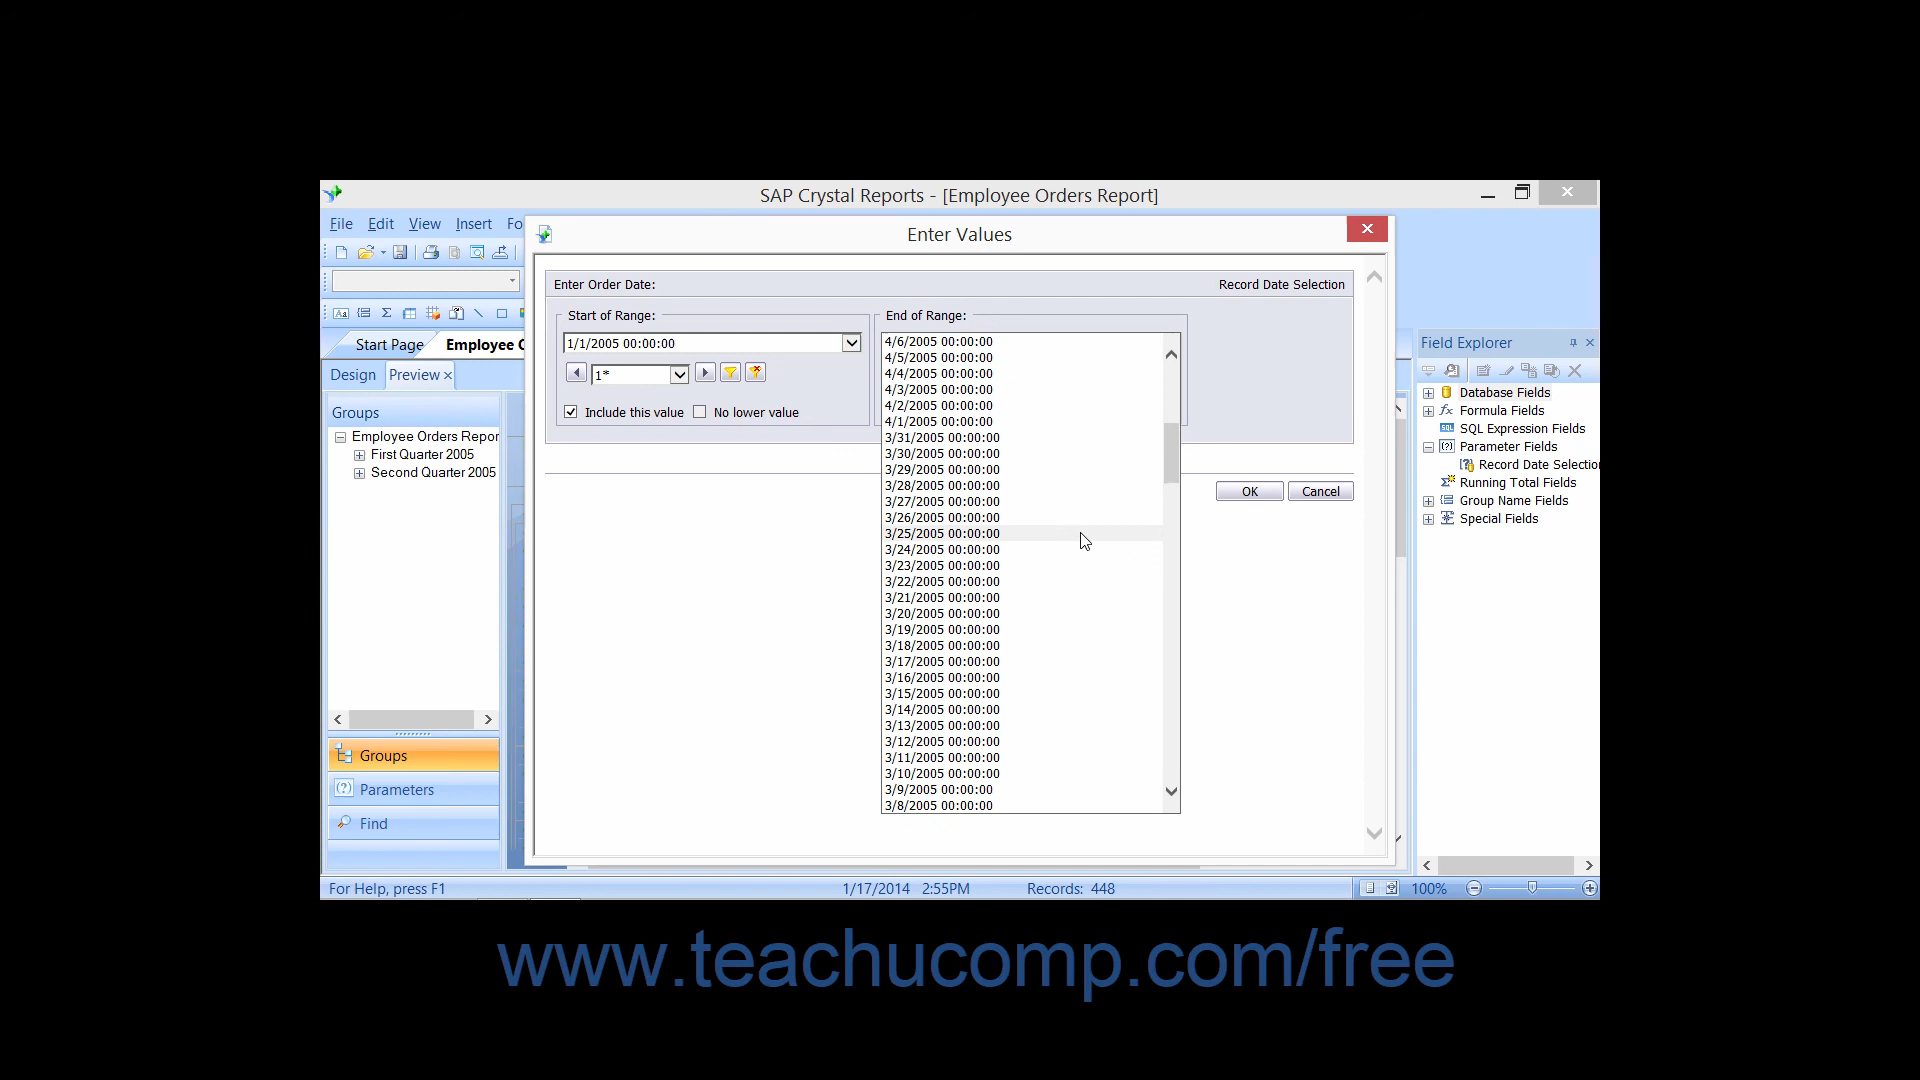 SAP Crystal Reports - [Employee Orders Report]
File Edit View Insert Fo
Enter Values
Enter Order Date: Record Date Selection
Start of Range: End of Range:
1/1/2005 00:00:00
1*
Include this value No lower value
4/6/2005 00:00:00
4/5/2005 00:00:00
4/4/2005 00:00:00
4/3/2005 00:00:00
4/2/2005 00:00:00
4/1/2005 00:00:00
3/31/2005 00:00:00
3/30/2005 00:00:00
3/29/2005 00:00:00
3/28/2005 00:00:00
3/27/2005 00:00:00
3/26/2005 00:00:00
3/25/2005 00:00:00
3/24/2005 00:00:00
3/23/2005 00:00:00
3/22/2005 00:00:00
3/21/2005 00:00:00
3/20/2005 00:00:00
3/19/2005 00:00:00
3/18/2005 00:00:00
3/17/2005 00:00:00
3/16/2005 00:00:00
3/15/2005 00:00:00
3/14/2005 00:00:00
3/13/2005 00:00:00
3/12/2005 00:00:00
3/11/2005 00:00:00
3/10/2005 00:00:00
3/9/2005 00:00:00
3/8/2005 00:00:00
OK Cancel
Start Page Employee O
Design Preview
Groups
Employee Orders Repor
First Quarter 2005
Second Quarter 2005
Groups
Parameters
Find
Field Explorer
Database Fields
Formula Fields
SQL Expression Fields
Parameter Fields
Record Date Selectio
Running Total Fields
Group Name Fields
Special Fields
For Help, press F1 1/17/2014 2:55PM Records: 448 100%
www.teachucomp.com/free